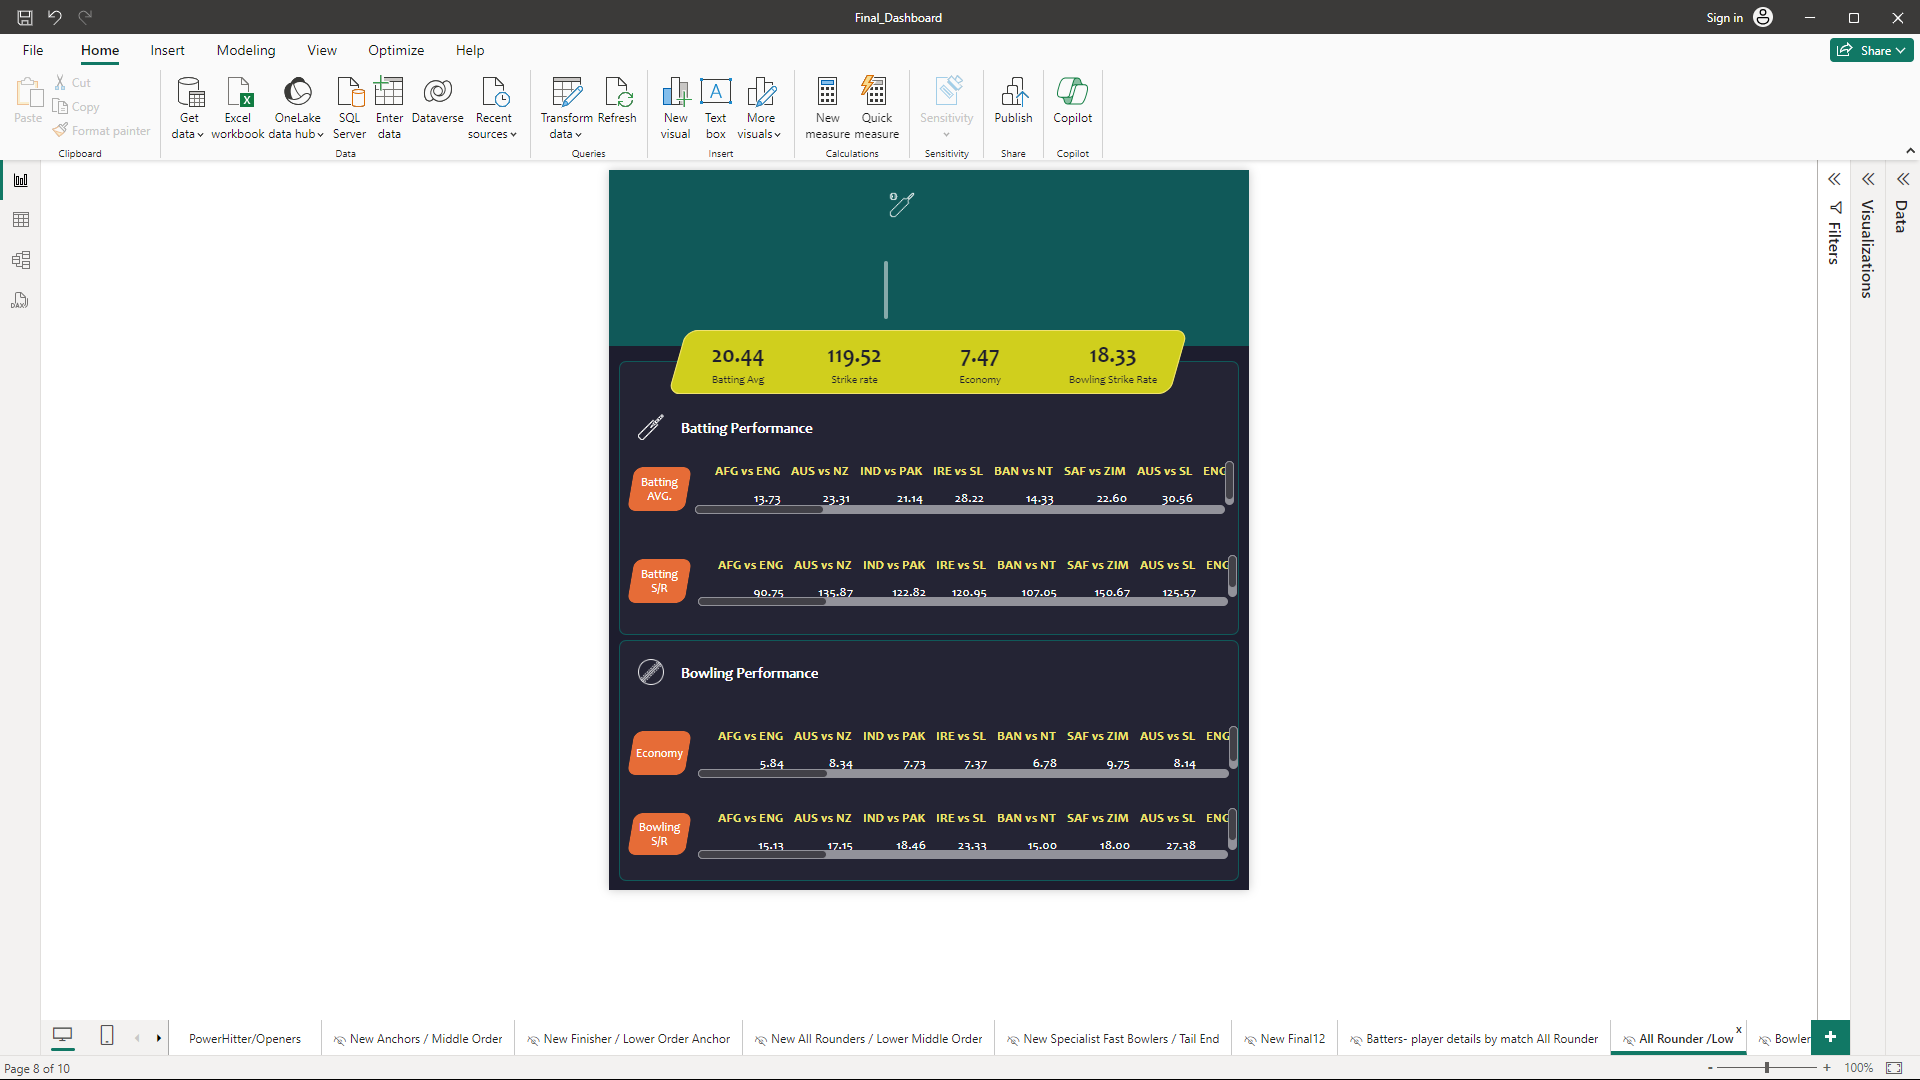 Final_Dashboard
Sign in
File Home Insert Modeling View Optimize Help
Share
Paste
Cut
Copy
Format painter
Clipboard
Get data
Excel workbook
OneLake data hub
SQL Server
Enter data
Dataverse
Recent sources
Data
Transform data
Refresh
Queries
New visual
Text box
More visuals
Insert
New measure
Quick measure
Calculations
Sensitivity
Sensitivity
Publish
Share
Copilot
Copilot
DAX
Filters
Visualizations
Data
20.44 119.52 7.47 18.33
Batting Avg Strike rate Economy Bowling Strike Rate
Batting Performance
Batting AVG.
AFG vs ENG AUS vs NZ IND vs PAK IRE vs SL BAN vs NT SAF vs ZIM AUS vs SL ENG
13.73 23.31 21.14 28.22 14.33 22.60 30.56
Batting S/R
AFG vs ENG AUS vs NZ IND vs PAK IRE vs SL BAN vs NT SAF vs ZIM AUS vs SL ENG
90.75 135.87 122.82 120.95 107.05 150.67 125.57
Bowling Performance
Economy
AFG vs ENG AUS vs NZ IND vs PAK IRE vs SL BAN vs NT SAF vs ZIM AUS vs SL ENG
5.84 8.34 7.73 7.37 6.78 9.75 8.14
Bowling S/R
AFG vs ENG AUS vs NZ IND vs PAK IRE vs SL BAN vs NT SAF vs ZIM AUS vs SL ENG
15.13 17.15 18.46 23.33 15.00 18.00 27.38
PowerHitter/Openers New Anchors / Middle Order New Finisher / Lower Order Anchor New All Rounders / Lower Middle Order New Specialist Fast Bowlers / Tail End New Final12 Batters- player details by match All Rounder All Rounder /Low x Bowler +
Page 8 of 10
- + 100%